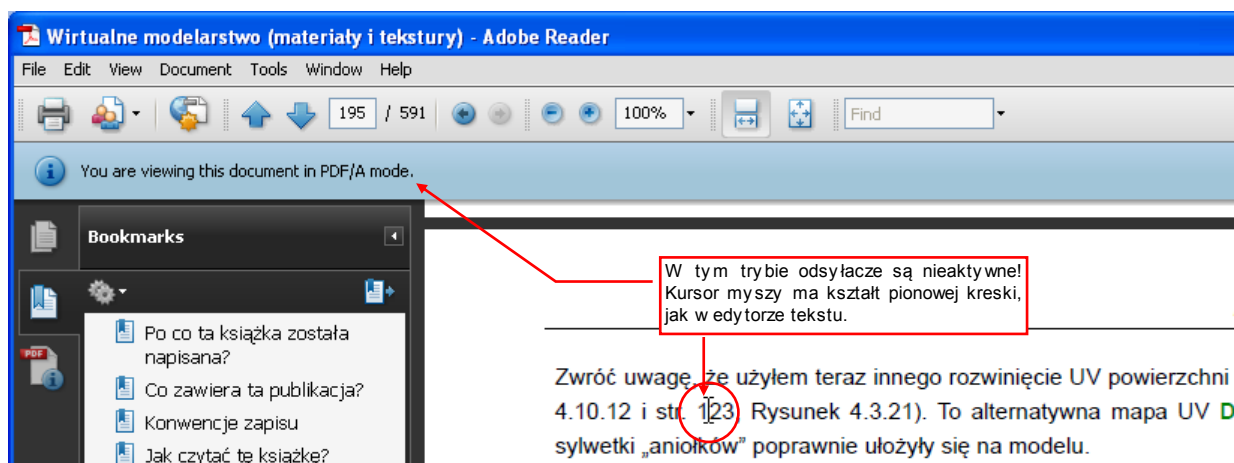 Wirtualne modelarstwo (materiały i tekstury) - Adobe Reader
File Edit View Document Tools Window Help
195 / 591 100% Find
You are viewing this document in PDF/A mode.
Bookmarks
W tym trybie odsyłacze są nieaktywne!
Kursor myszy ma kształt pionowej kreski,
jak w edytorze tekstu.
Po co ta książka została
napisana?
Co zawiera ta publikacja?
Konwencje zapisu
Jak czytać tę książkę?
PDF
Zwróć uwagę, że użyłem teraz innego rozwinięcie UV powierzchni
4.10.12 i str. 123, Rysunek 4.3.21). To alternatywna mapa UV D
sylwetki „aniołków” poprawnie ułożyły się na modelu.